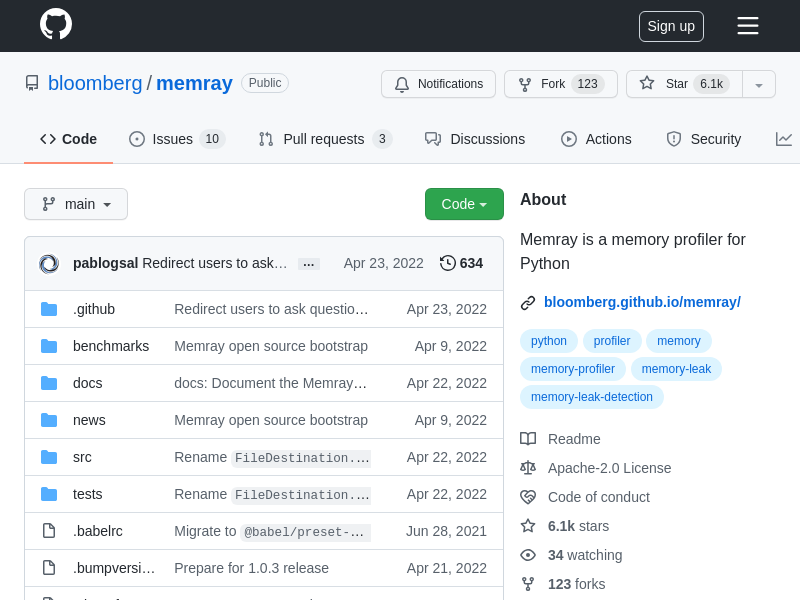 Sign up
bloomberg / memray Public
Notifications Fork 123 Star 6.1k
Code Issues 10 Pull requests 3 Discussions Actions Security
main
Code
pablogsal Redirect users to ask… ... Apr 23, 2022 634
.github Redirect users to ask questio… Apr 23, 2022
benchmarks Memray open source bootstrap Apr 9, 2022
docs docs: Document the Memray… Apr 22, 2022
news Memray open source bootstrap Apr 9, 2022
src Rename FileDestination.… Apr 22, 2022
tests Rename FileDestination.… Apr 22, 2022
.babelrc Migrate to @babel/preset-… Jun 28, 2021
.bumpversi… Prepare for 1.0.3 release Apr 21, 2022
About
Memray is a memory profiler for
Python
bloomberg.github.io/memray/
python profiler memory
memory-profiler memory-leak
memory-leak-detection
Readme
Apache-2.0 License
Code of conduct
6.1k stars
34 watching
123 forks